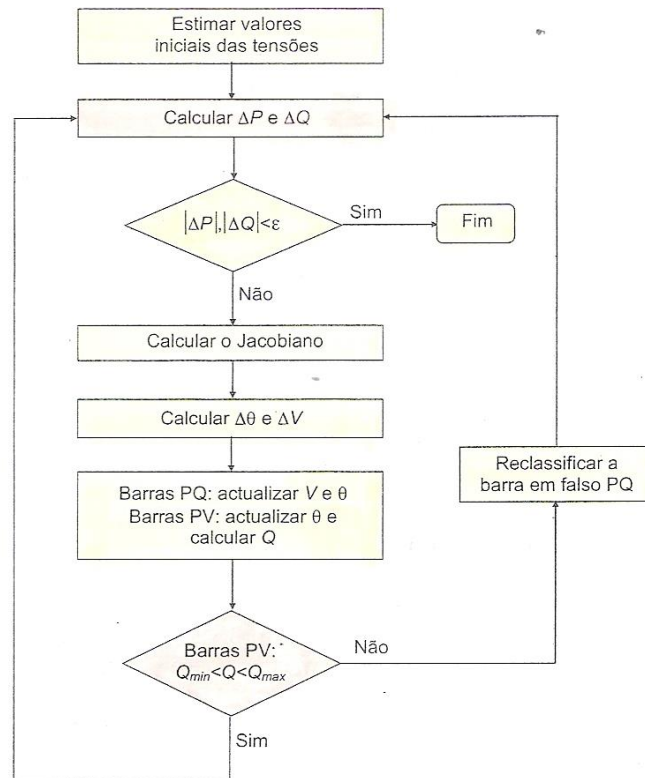 Estimar valores
iniciais das tensões
Calcular ΔP e ΔQ
|ΔP|,|ΔQ|<ε
Sim
Fim
Não
Calcular o Jacobiano
Calcular Δθ e ΔV
Barras PQ: actualizar V e θ
Barras PV: actualizar θ e
calcular Q
Reclassificar a
barra em falso PQ
Barras PV:
Qmin<Q<Qmax
Não
Sim